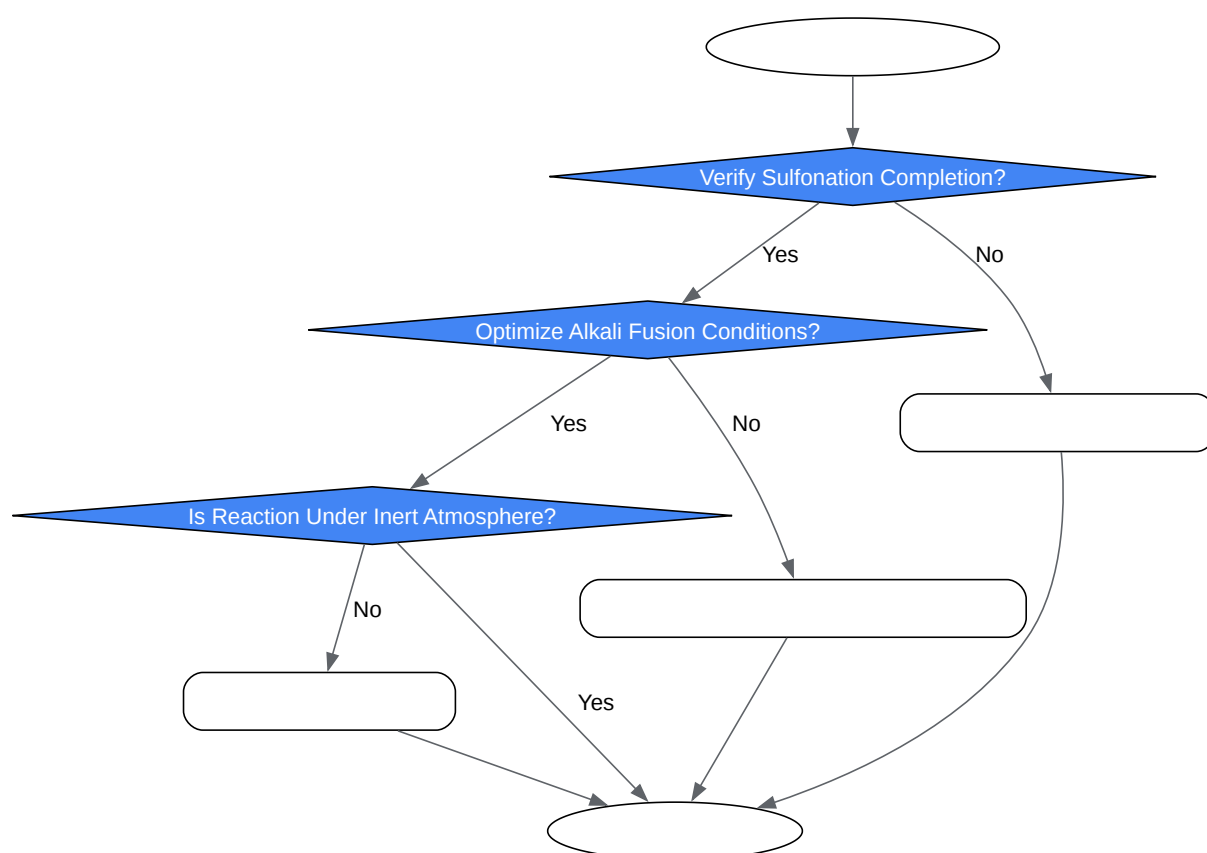 Verify Sulfonation Completion?
Yes
No
Optimize Alkali Fusion Conditions?
Yes
No
Is Reaction Under Inert Atmosphere?
No
Yes